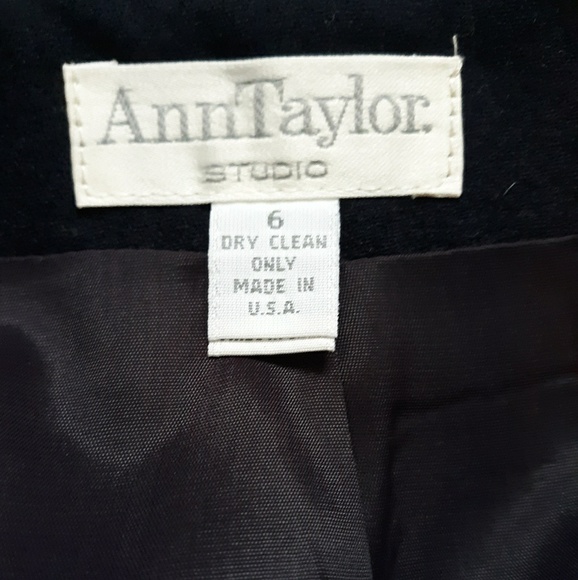 AnnTaylor.
STUDIO
6
DRY CLEAN
ONLY
MADE IN
U.S.A.